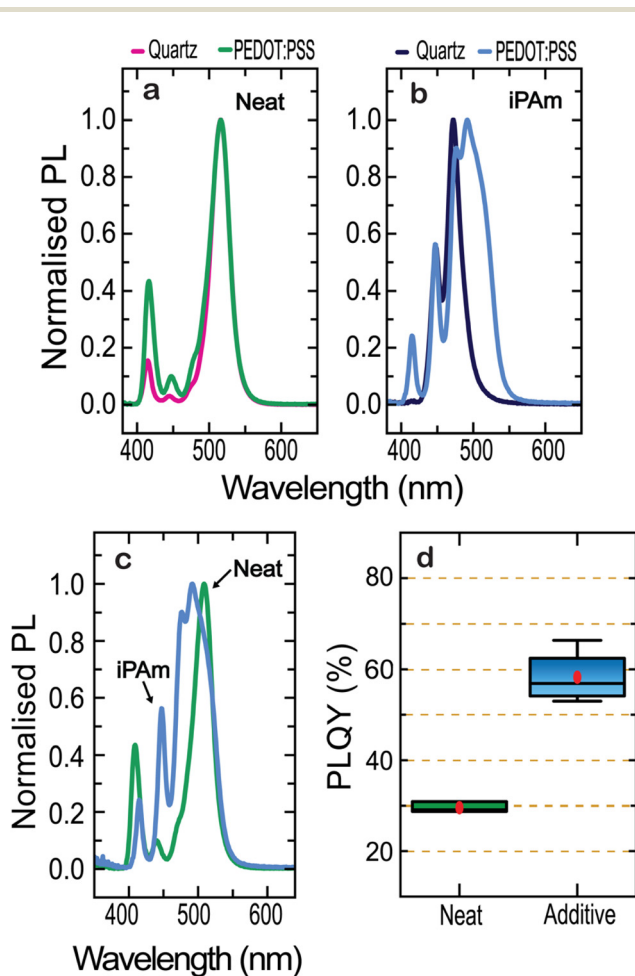 Quartz PEDOT:PSS Quartz PEDOT:PSS
a Neat b iPAm
1.0 1.0
0.8 0.8
0.6 0.6
0.4 0.4
0.2 0.2
0.0 0.0
Normalised PL
400 500 600 400 500 600
Wavelength (nm)
c Neat
iPAm
1.0
0.8
0.6
0.4
0.2
0.0
Normalised PL
400 500 600
Wavelength (nm)
d
80
60
40
20
PLQY (%)
Neat Additive